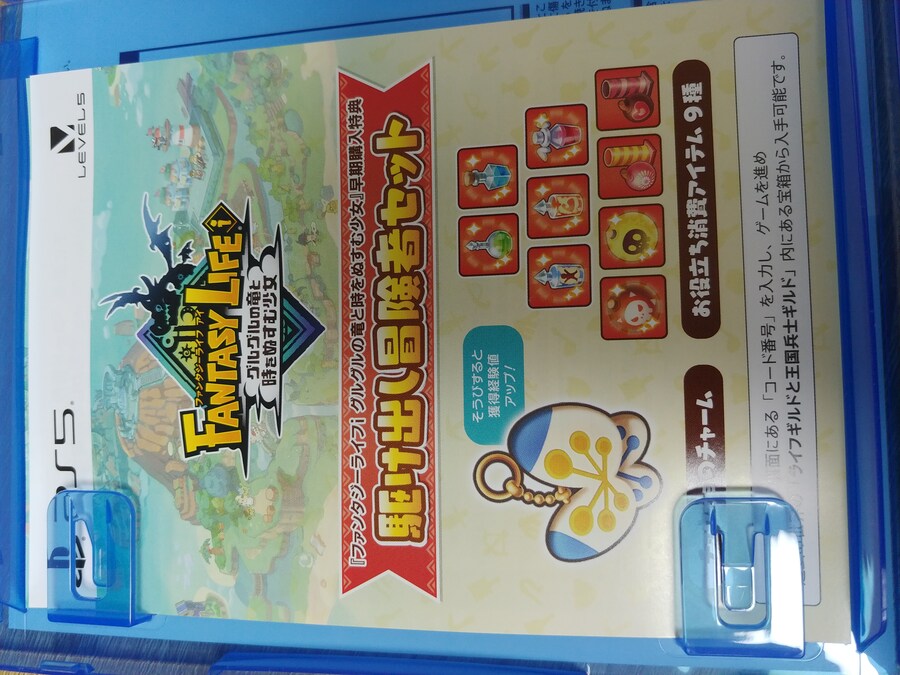 PS5
LEVEL5
ファンタジーライフ アイ
FANTASY LIFE i
グルグルの竜と
時をぬすむ少女
『ファンタジーライフi グルグルの竜と時をぬすむ少女』早期購入特典
駆け出し冒険者セット
そうびすると
獲得経験値
アップ!
チャーム
お役立ち消費アイテム 9種
面にある「コード番号」を入力し、ゲームを進め
ライフギルドと王国兵士ギルド」内にある宝箱から入手可能です。